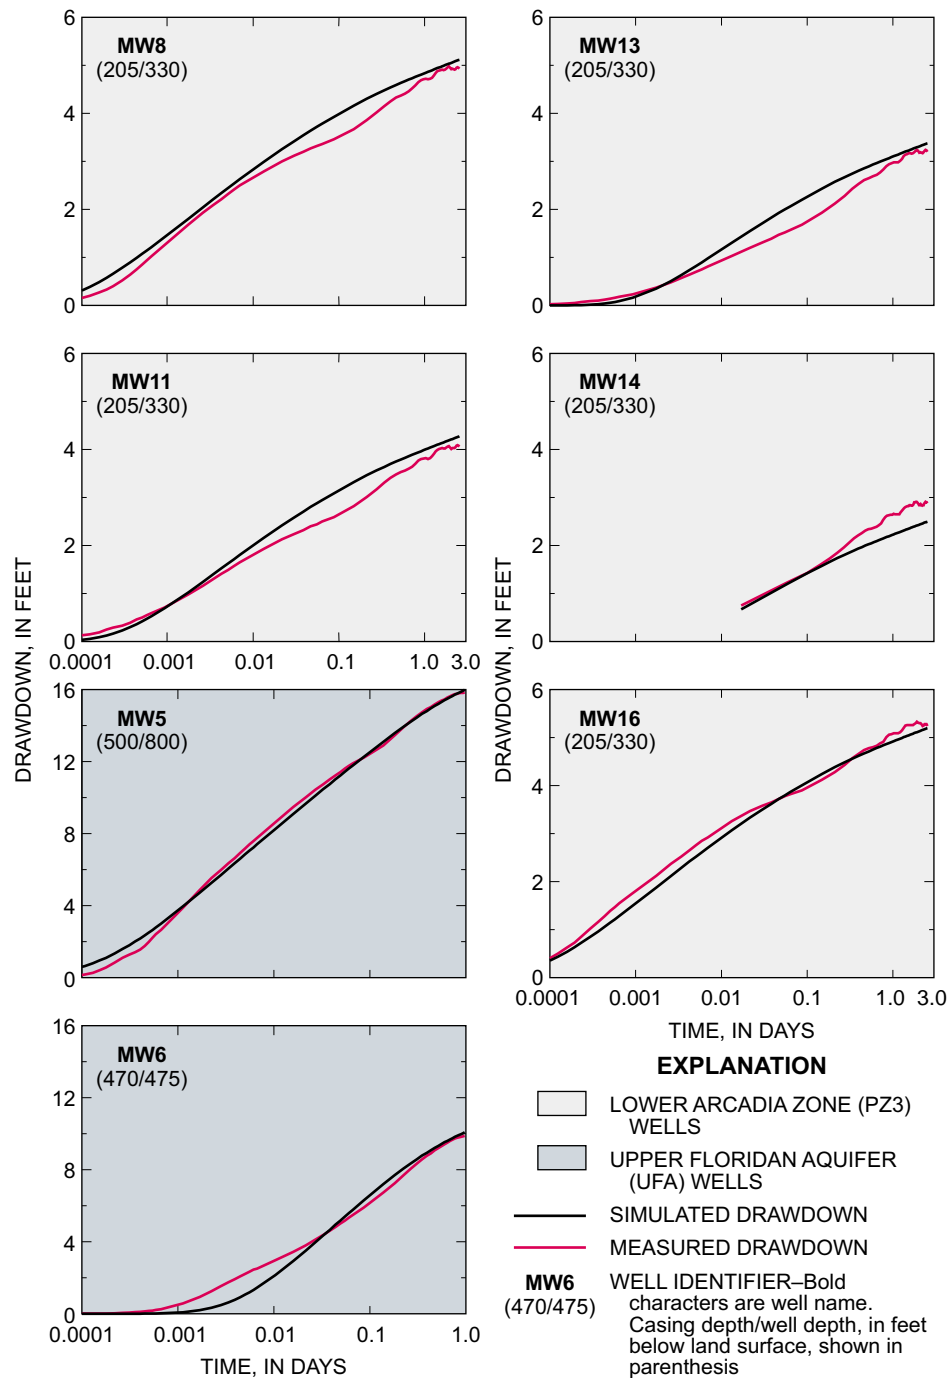 MW8
(205/330)
6
4
2
0
MW13
(205/330)
6
4
2
0
MW11
(205/330)
6
4
2
0
0.0001 0.001 0.01 0.1 1.0 3.0
MW14
(205/330)
6
4
2
0
DRAWDOWN, IN FEET
DRAWDOWN, IN FEET
MW5
(500/800)
16
12
8
4
0
MW16
(205/330)
6
4
2
0
0.0001 0.001 0.01 0.1 1.0 3.0
TIME, IN DAYS
MW6
(470/475)
16
12
8
4
0
0.0001 0.001 0.01 0.1 1.0
TIME, IN DAYS
EXPLANATION
LOWER ARCADIA ZONE (PZ3)
WELLS
UPPER FLORIDAN AQUIFER
(UFA) WELLS
SIMULATED DRAWDOWN
MEASURED DRAWDOWN
MW6
(470/475)
WELL IDENTIFIER–Bold
characters are well name.
Casing depth/well depth, in feet
below land surface, shown in
parenthesis